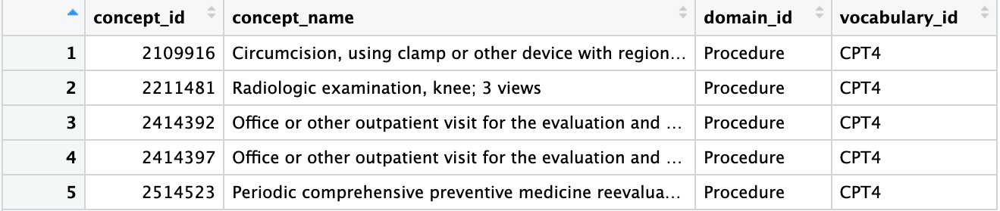 concept_id concept_name domain_id vocabulary_id
1 2109916 Circumcision, using clamp or other device with region... Procedure CPT4
2 2211481 Radiologic examination, knee; 3 views Procedure CPT4
3 2414392 Office or other outpatient visit for the evaluation and ... Procedure CPT4
4 2414397 Office or other outpatient visit for the evaluation and ... Procedure CPT4
5 2514523 Periodic comprehensive preventive medicine reevalua... Procedure CPT4